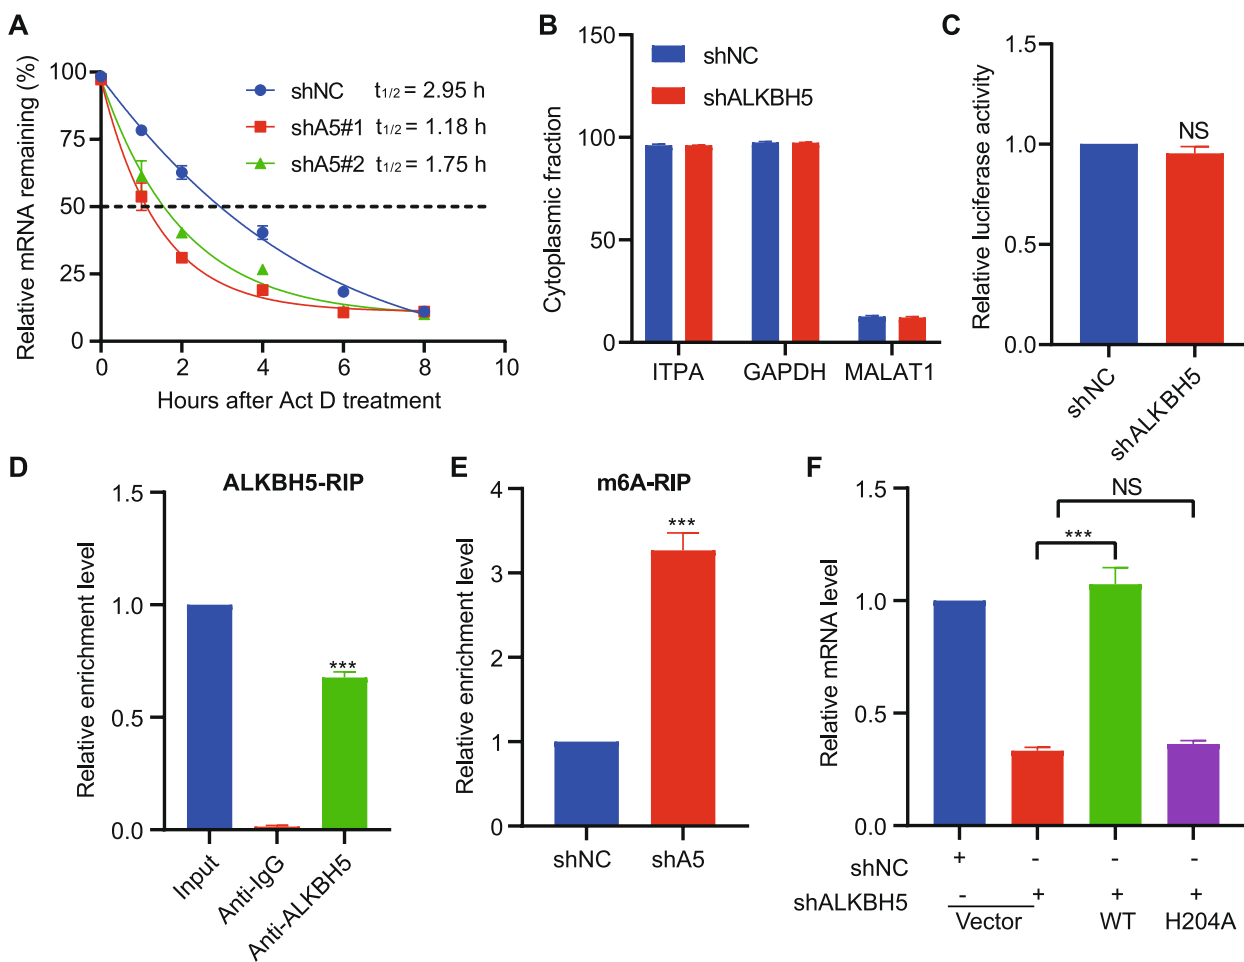 A
Relative mRNA remaining (%)
100
75
50
25
0
0 2 4 6 8 10
Hours after Act D treatment
shNC t1/2 = 2.95 h
shA5#1 t1/2 = 1.18 h
shA5#2 t1/2 = 1.75 h
B
Cytoplasmic fraction
150
100
50
0
shNC
shALKBH5
ITPA GAPDH MALAT1
C
Relative luciferase activity
1.5
1.0
0.5
0.0
NS
shNC
shALKBH5
D
ALKBH5-RIP
Relative enrichment level
1.5
1.0
0.5
0.0
***
Input
Anti-IgG
Anti-ALKBH5
E
m6A-RIP
Relative enrichment level
4
3
2
1
0
***
shNC shA5
F
Relative mRNA level
1.5
1.0
0.5
0.0
NS
***
shNC + - - -
shALKBH5 - + + +
Vector WT H204A